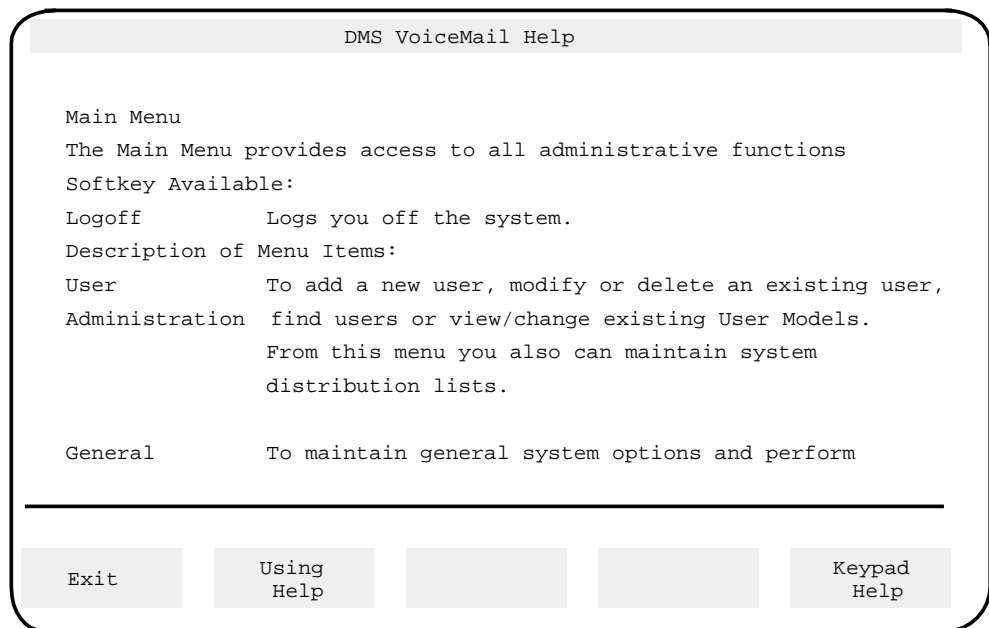 DMS VoiceMail Help
Main Menu
The Main Menu provides access to all administrative functions
Softkey Available:
Logoff Logs you off the system.
Description of Menu Items:
User To add a new user, modify or delete an existing user,
Administration find users or view/change existing User Models.
From this menu you also can maintain system
distribution lists.
General To maintain general system options and perform
Exit
Using
Help
Keypad
Help